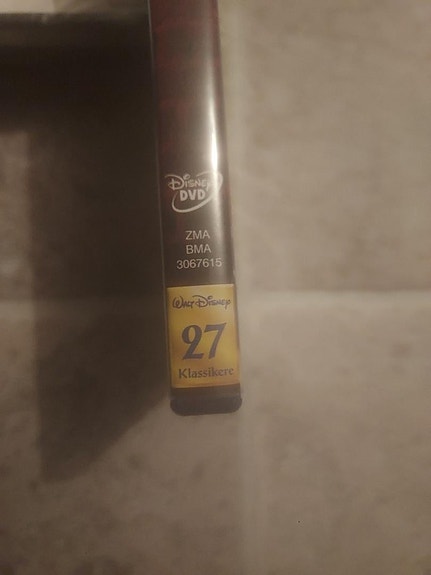 Disney
DVD
ZMA
BMA
3067615
Walt Disney
27
Klassikere